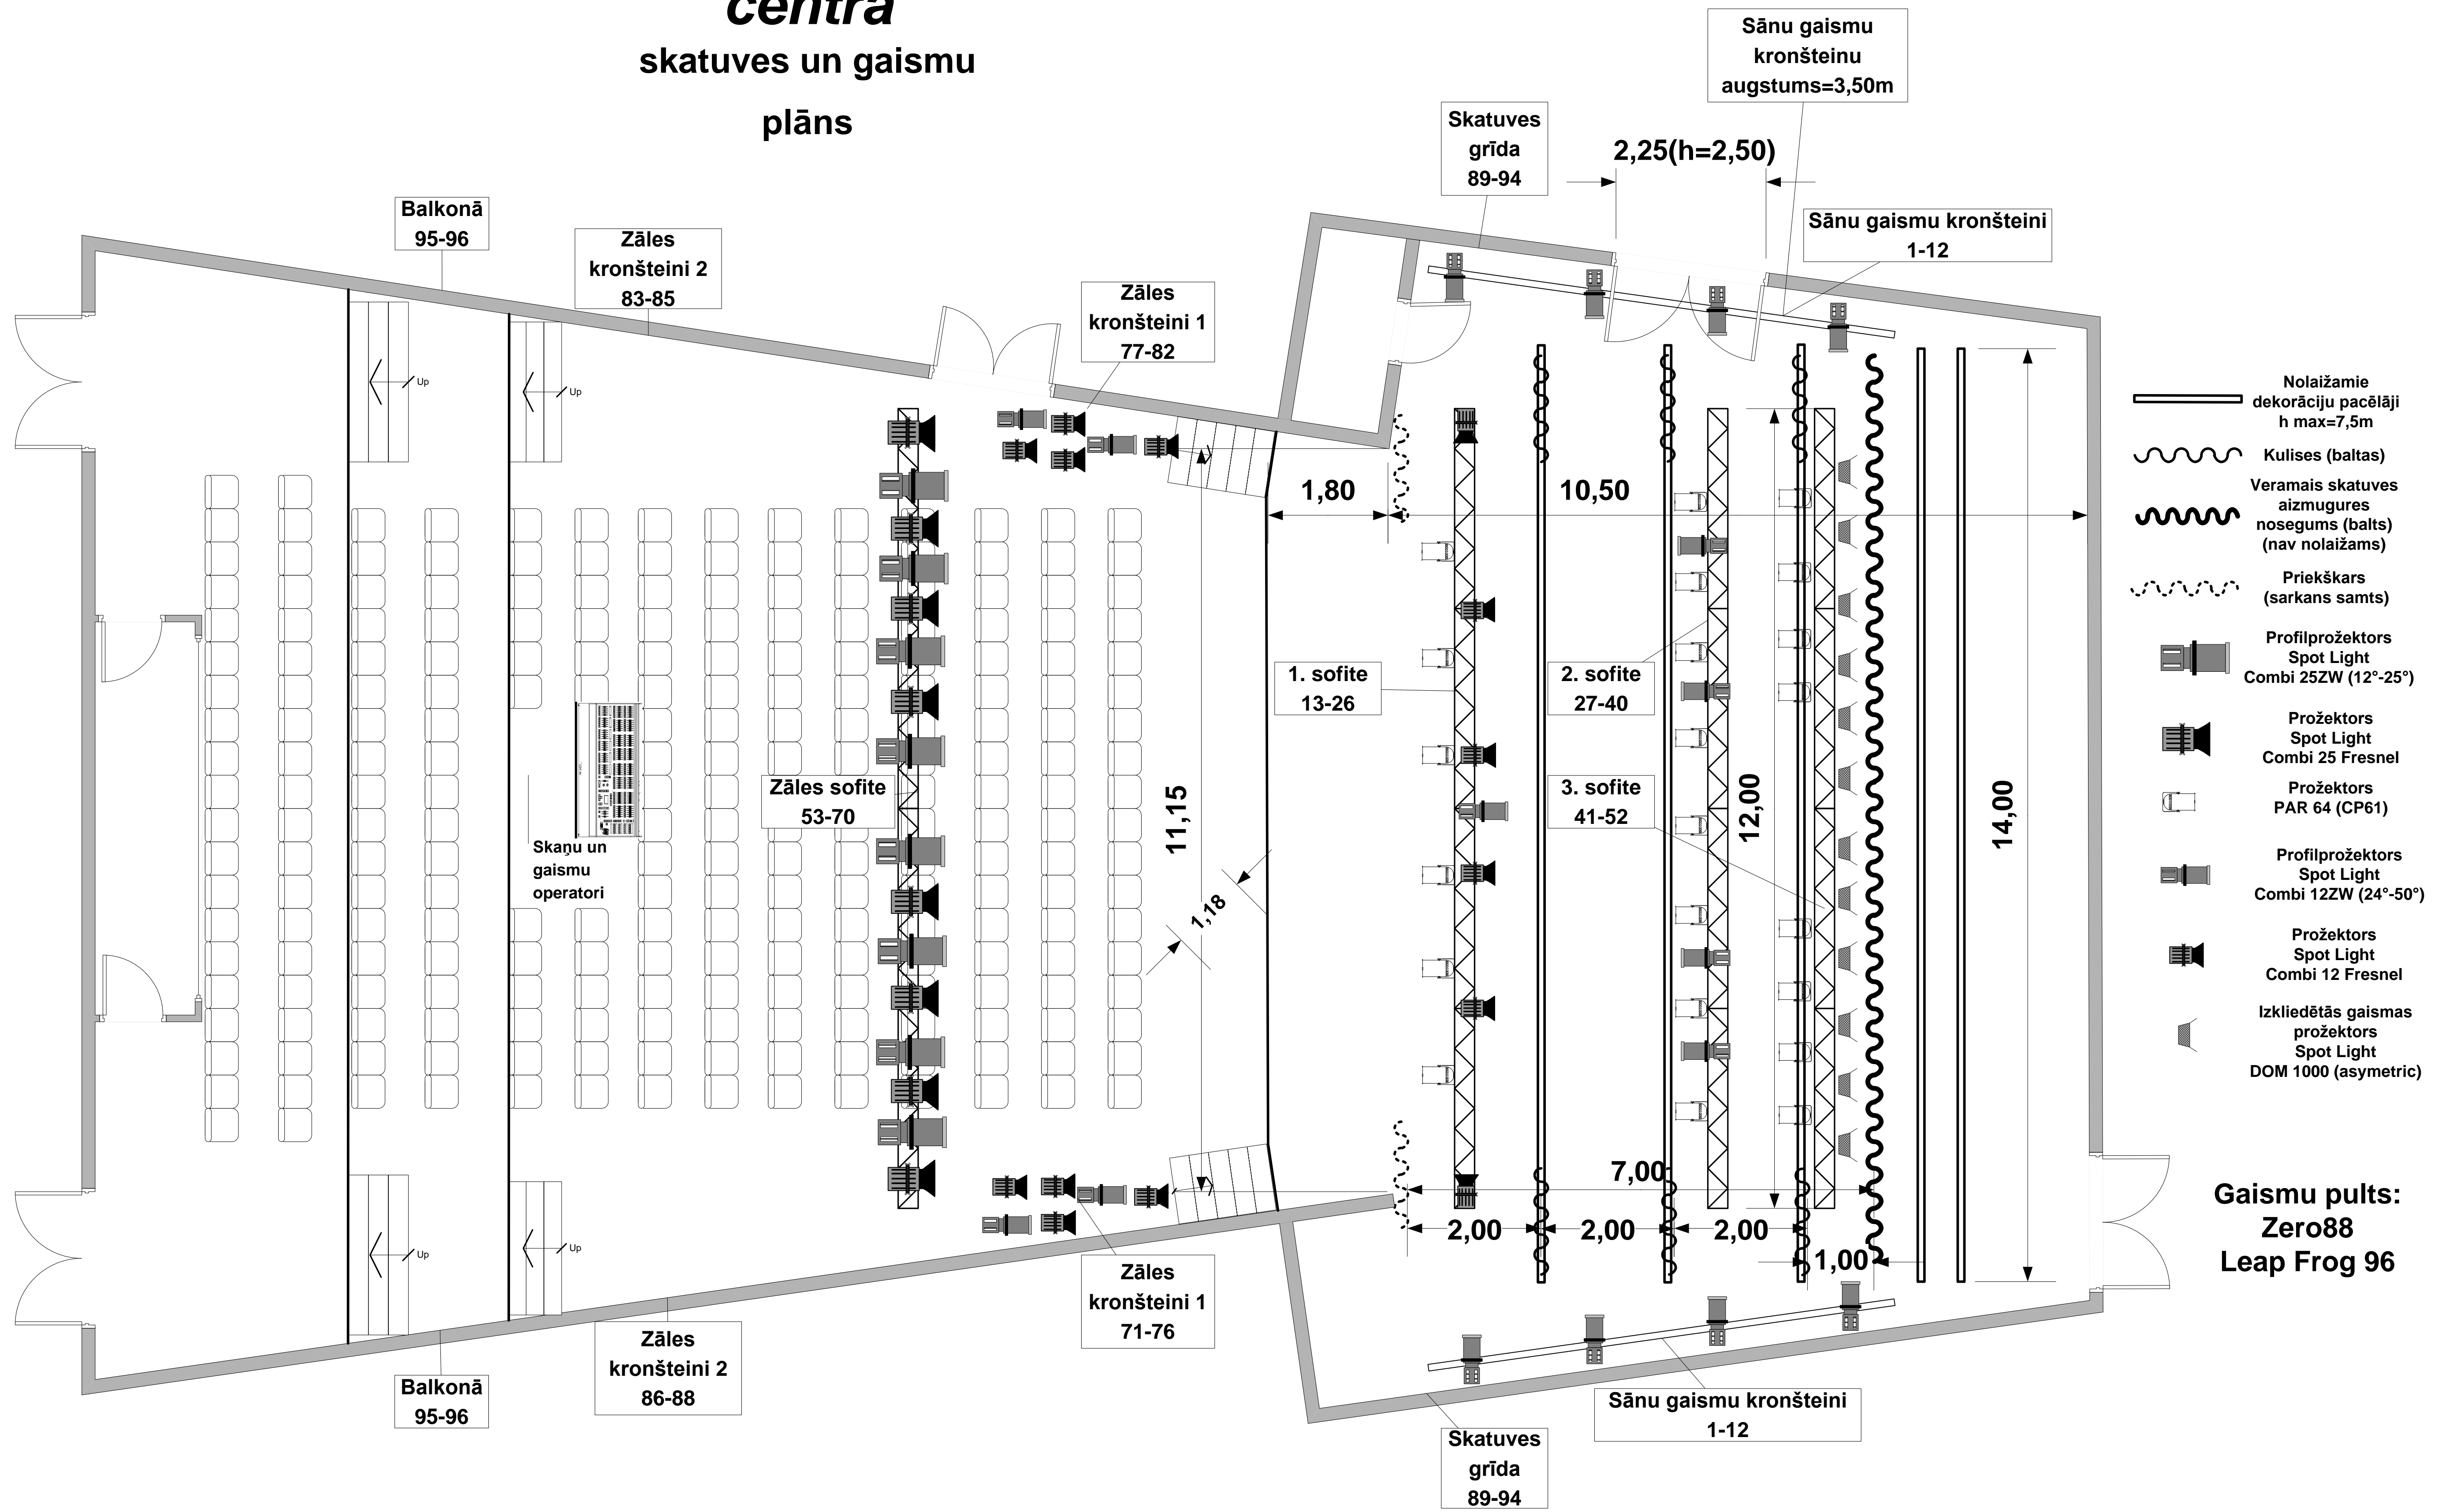 centra
skatuves un gaismu
plāns
Sānu gaismu
kronšteinu
augstums=3,50m
Skatuves
grīda
89-94
2,25(h=2,50)
Sānu gaismu kronšteini
1-12
Balkonā
95-96
Zāles
kronšteini 2
83-85
Zāles
kronšteini 1
77-82
Up
Up
1,80
10,50
1. sofite
13-26
2. sofite
27-40
3. sofite
41-52
Zāles sofite
53-70
11,15
12,00
14,00
1,18
Skaņu un
gaismu
operatori
7,00
2,00
2,00
2,00
1,00
Up
Up
Zāles
kronšteini 1
71-76
Zāles
kronšteini 2
86-88
Balkonā
95-96
Sānu gaismu kronšteini
1-12
Skatuves
grīda
89-94
Nolaižamie
dekorāciju pacēlāji
h max=7,5m
Kulises (baltas)
Veramais skatuves
aizmugures
nosegums (balts)
(nav nolaižams)
Priekškars
(sarkans samts)
Profilprožektors
Spot Light
Combi 25ZW (12°-25°)
Prožektors
Spot Light
Combi 25 Fresnel
Prožektors
PAR 64 (CP61)
Profilprožektors
Spot Light
Combi 12ZW (24°-50°)
Prožektors
Spot Light
Combi 12 Fresnel
Izkliedētās gaismas
prožektors
Spot Light
DOM 1000 (asymetric)
Gaismu pults:
Zero88
Leap Frog 96